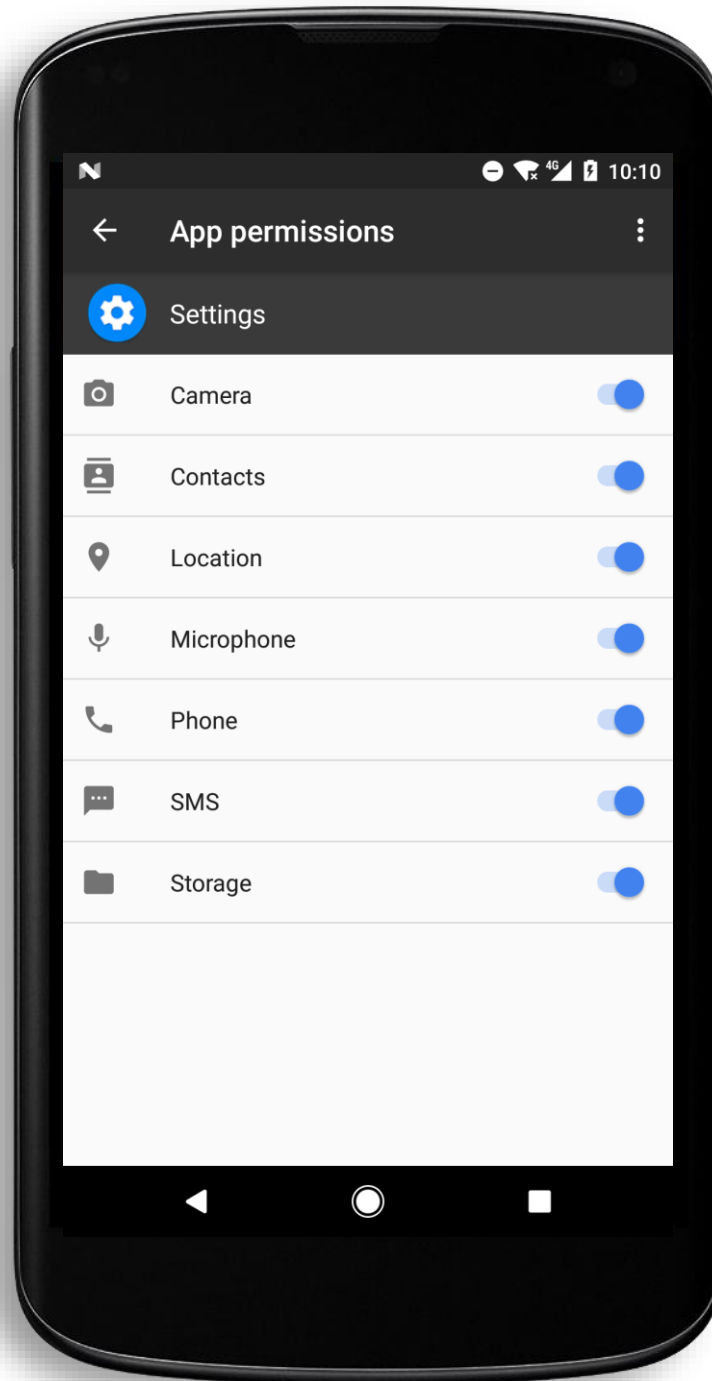 4G 10:10
App permissions
Settings
Camera
Contacts
Location
Microphone
Phone
SMS
Storage